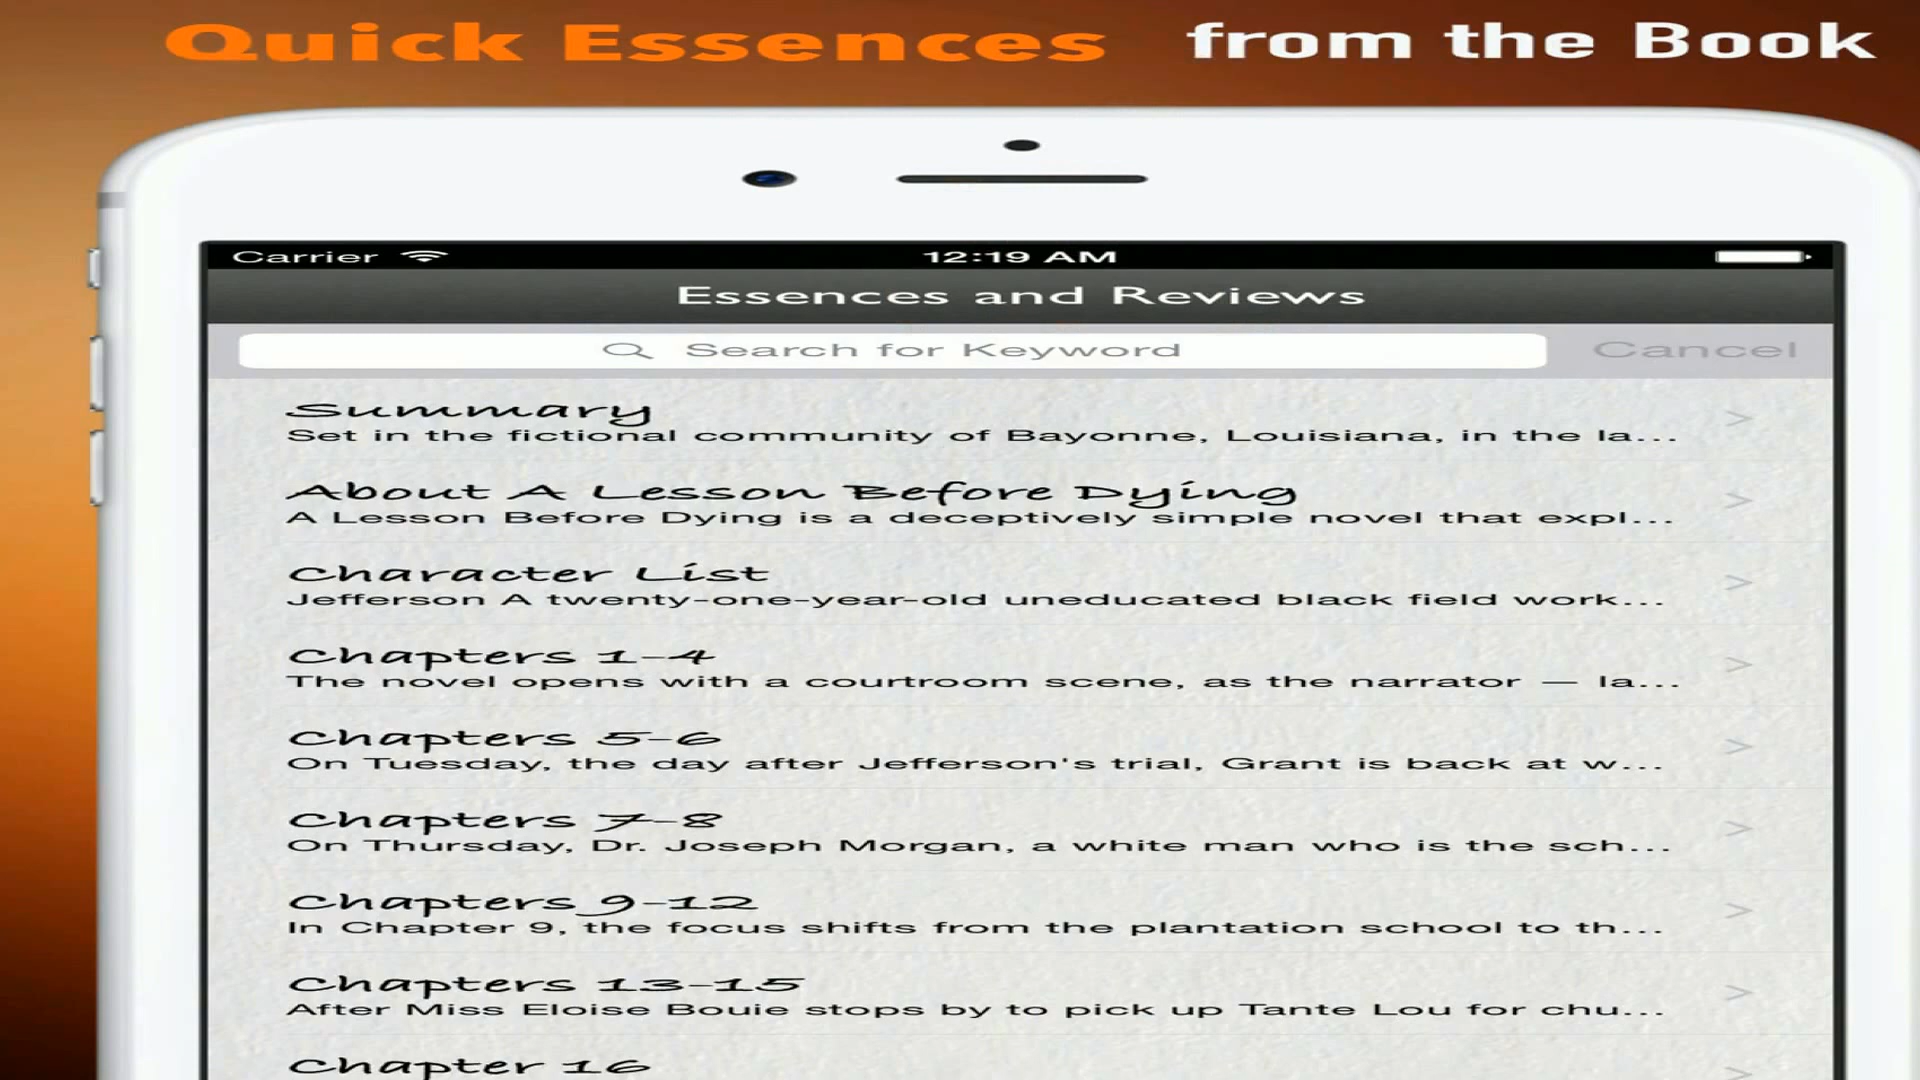 Quick Essences from the Book
Carrier 12:19 AM
Essences and Reviews
Search for Keyword Cancel
Summary
Set in the fictional community of Bayonne, Louisiana, in the la...
About A Lesson Before Dying
A Lesson Before Dying is a deceptively simple novel that expl...
Character List
Jefferson A twenty-one-year-old uneducated black field work...
Chapters 1-4
The novel opens with a courtroom scene, as the narrator — la...
Chapters 5-6
On Tuesday, the day after Jefferson's trial, Grant is back at w...
Chapters 7-8
On Thursday, Dr. Joseph Morgan, a white man who is the sch...
Chapters 9-12
In Chapter 9, the focus shifts from the plantation school to th...
Chapters 13-15
After Miss Eloise Bouie stops by to pick up Tante Lou for chu...
Chapter 16